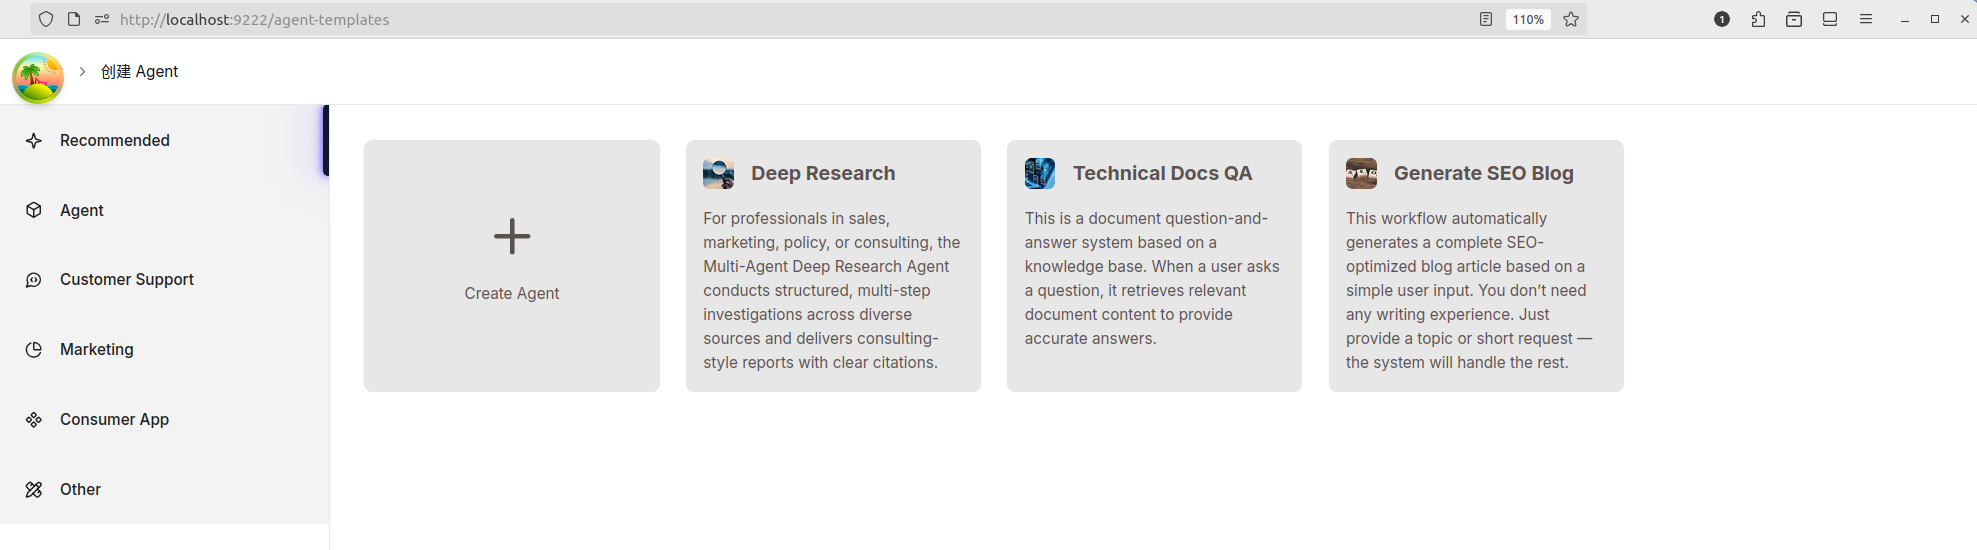 http://localhost:9222/agent-templates
110%
1
创建 Agent
Recommended
Agent
Customer Support
Marketing
Consumer App
Other
Create Agent
Deep Research
For professionals in sales,
marketing, policy, or consulting, the
Multi-Agent Deep Research Agent
conducts structured, multi-step
investigations across diverse
sources and delivers consulting-
style reports with clear citations.
Technical Docs QA
This is a document question-and-
answer system based on a
knowledge base. When a user asks
a question, it retrieves relevant
document content to provide
accurate answers.
Generate SEO Blog
This workflow automatically
generates a complete SEO-
optimized blog article based on a
simple user input. You don’t need
any writing experience. Just
provide a topic or short request —
the system will handle the rest.